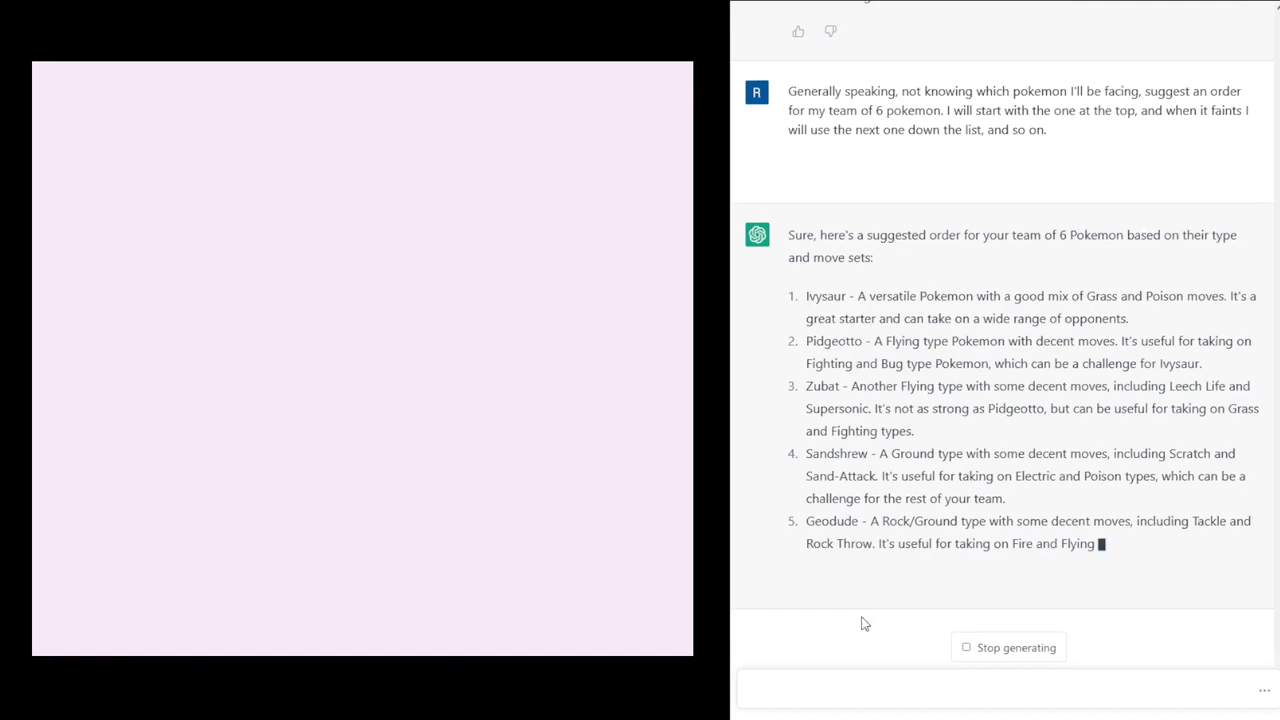 R
Generally speaking, not knowing which pokemon I'll be facing, suggest an order
for my team of 6 pokemon. I will start with the one at the top, and when it faints I
will use the next one down the list, and so on.
Sure, here's a suggested order for your team of 6 Pokemon based on their type
and move sets:
1. Ivysaur - A versatile Pokemon with a good mix of Grass and Poison moves. It's a
great starter and can take on a wide range of opponents.
2. Pidgeotto - A Flying type Pokemon with decent moves. It's useful for taking on
Fighting and Bug type Pokemon, which can be a challenge for Ivysaur.
3. Zubat - Another Flying type with some decent moves, including Leech Life and
Supersonic. It's not as strong as Pidgeotto, but can be useful for taking on Grass
and Fighting types.
4. Sandshrew - A Ground type with some decent moves, including Scratch and
Sand-Attack. It's useful for taking on Electric and Poison types, which can be a
challenge for the rest of your team.
5. Geodude - A Rock/Ground type with some decent moves, including Tackle and
Rock Throw. It's useful for taking on Fire and Flying
Stop generating